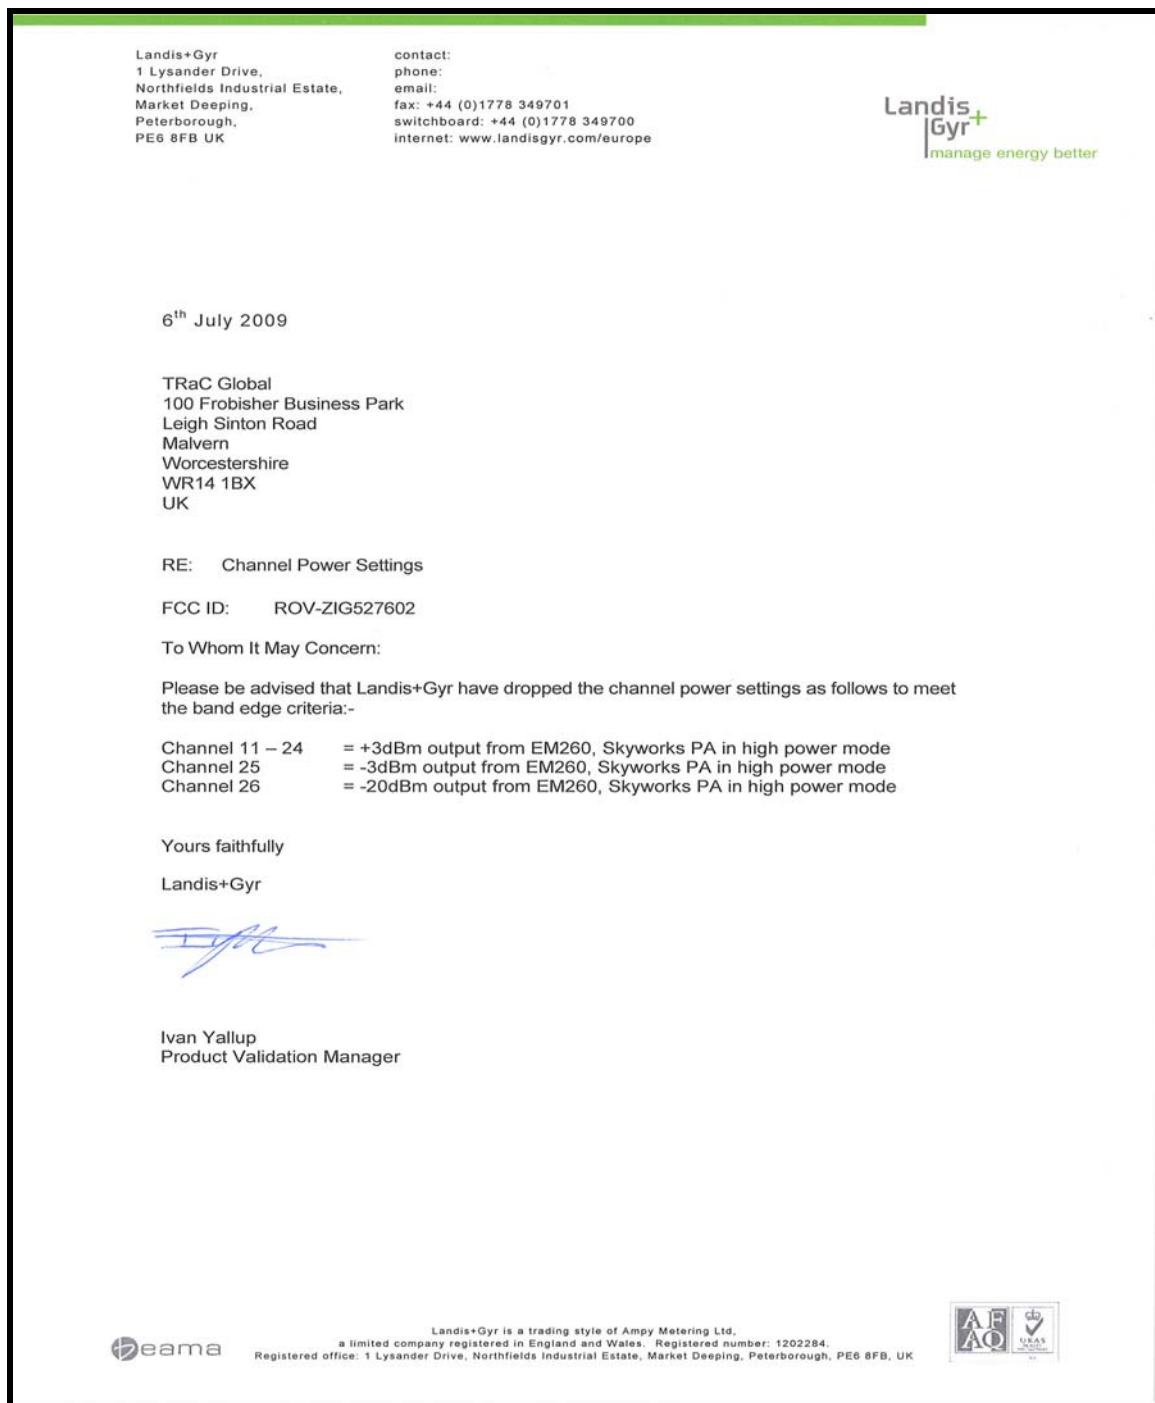 Landis+Gyr
1 Lysander Drive,
Northfields Industrial Estate,
Market Deeping,
Peterborough,
PE6 8FB UK
contact:
phone:
email:
fax: +44 (0)1778 349701
switchboard: +44 (0)1778 349700
internet: www.landisgyr.com/europe
Landis+
Gyr
manage energy better
6th July 2009
TRaC Global
100 Frobisher Business Park
Leigh Sinton Road
Malvern
Worcestershire
WR14 1BX
UK
RE: Channel Power Settings
FCC ID: ROV-ZIG527602
To Whom It May Concern:
Please be advised that Landis+Gyr have dropped the channel power settings as follows to meet
the band edge criteria:-
Channel 11 – 24 = +3dBm output from EM260, Skyworks PA in high power mode
Channel 25 = -3dBm output from EM260, Skyworks PA in high power mode
Channel 26 = -20dBm output from EM260, Skyworks PA in high power mode
Yours faithfully
Landis+Gyr
Ivan Yallup
Product Validation Manager
beama
Landis+Gyr is a trading style of Ampy Metering Ltd,
a limited company registered in England and Wales. Registered number: 1202284.
Registered office: 1 Lysander Drive, Northfields Industrial Estate, Market Deeping, Peterborough, PE6 8FB, UK
AF
AQ
UKAS